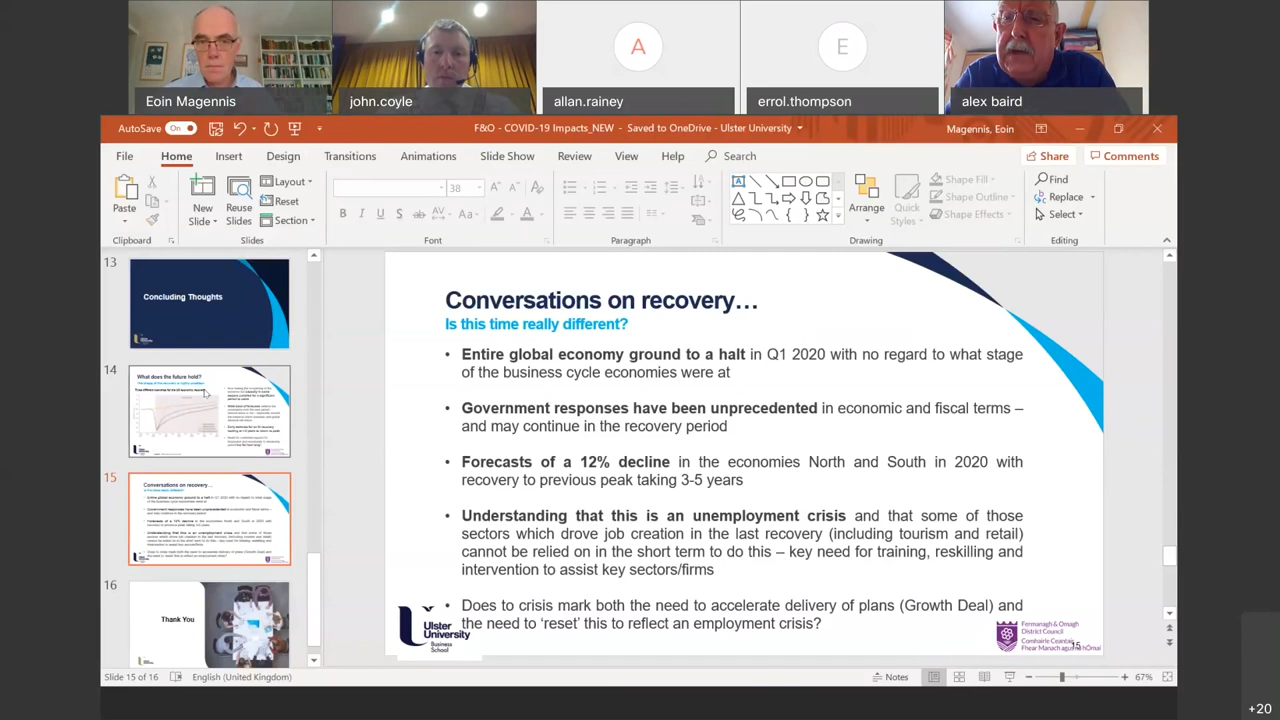 A
E
Eoin Magennis
john.coyle
allan.rainey
errol.thompson
alex baird
AutoSave On
F&O - COVID-19 Impacts_NEW - Saved to OneDrive - Ulster University
Magennis, Eoin
File Home Insert Design Transitions Animations Slide Show Review View Help Search
Share Comments
Paste
New Slide
Reuse Slides
Layout
Reset
Section
38
Arrange
Quick Styles
Shape Fill
Shape Outline
Shape Effects
Find
Replace
Select
Clipboard Slides Font Paragraph Drawing Editing
13
Concluding Thoughts
14
What does the future hold?
15
Conversations on recovery…
16
Thank You
Conversations on recovery…
Is this time really different?
• Entire global economy ground to a halt in Q1 2020 with no regard to what stage
of the business cycle economies were at
• Government responses have been unprecedented in economic and fiscal terms –
and may continue in the recovery period
• Forecasts of a 12% decline in the economies North and South in 2020 with
recovery to previous peak taking 3-5 years
• Understanding that this is an unemployment crisis and that some of those
sectors which drove job creation in the last recovery (including tourism and retail)
cannot be relied on in the short term to do this – key need for training, reskilling and
intervention to assist key sectors/firms
• Does to crisis mark both the need to accelerate delivery of plans (Growth Deal) and
the need to ‘reset’ this to reflect an employment crisis?
Ulster
University
Business
School
Fermanagh & Omagh
District Council
Comhairle Ceantair
Fhear Manach agus na hÓmaí
15
Slide 15 of 16
English (United Kingdom)
Notes
67%
+20